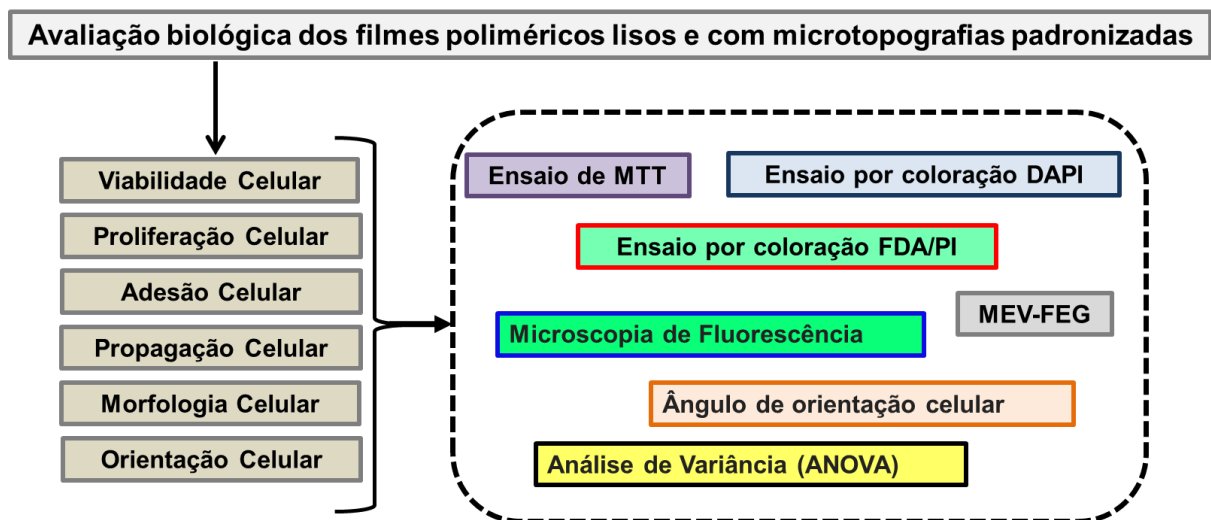 Avaliação biológica dos filmes poliméricos lisos e com microtopografias padronizadas
Viabilidade Celular
Proliferação Celular
Adesão Celular
Propagação Celular
Morfologia Celular
Orientação Celular
Ensaio de MTT
Ensaio por coloração DAPI
Ensaio por coloração FDA/PI
MEV-FEG
Microscopia de Fluorescência
Ângulo de orientação celular
Análise de Variância (ANOVA)